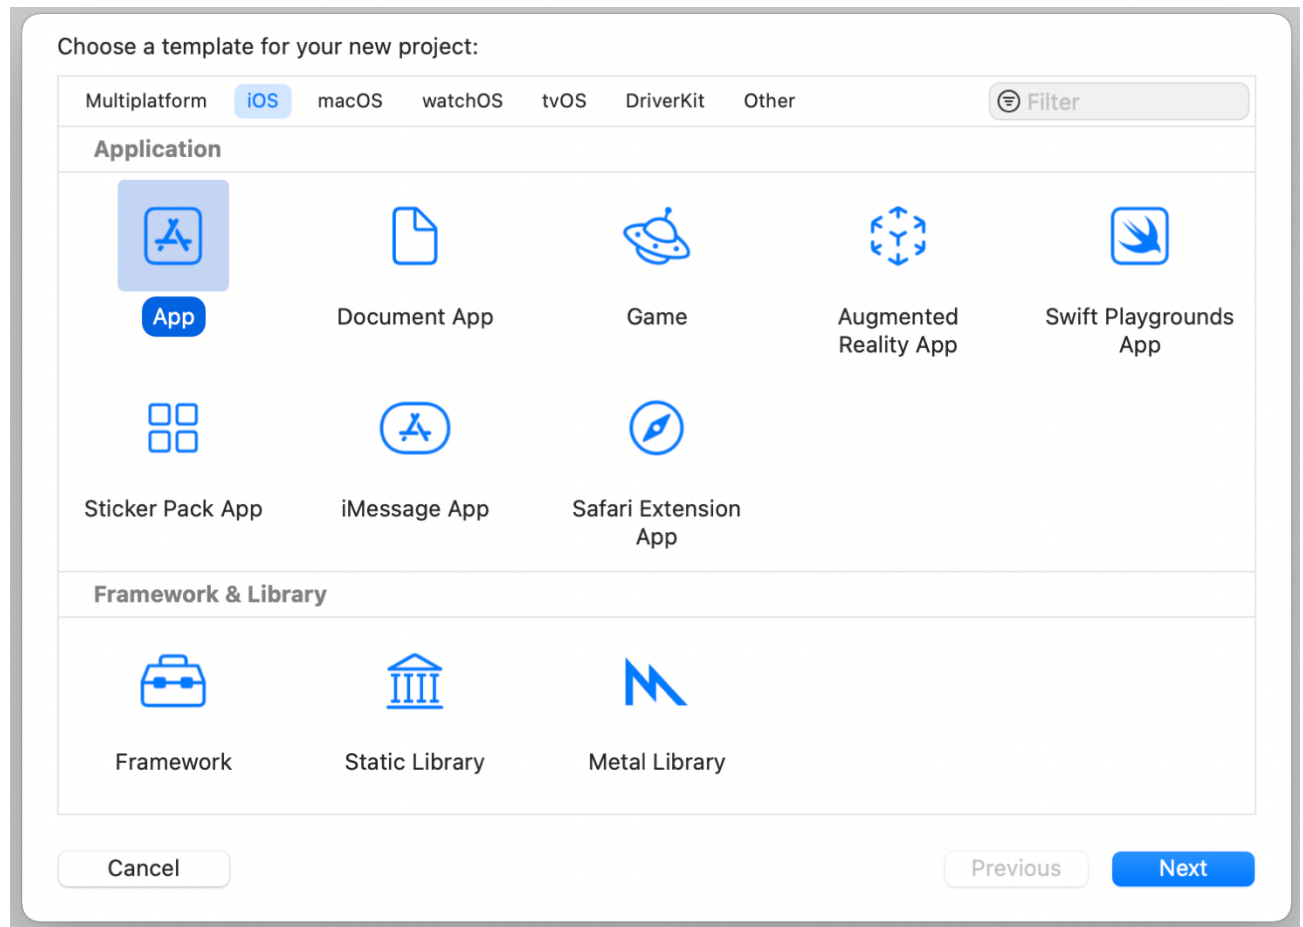 Choose a template for your new project:
Multiplatform iOS macOS watchOS tvOS DriverKit Other Filter
Application
App Document App Game Augmented Reality App Swift Playgrounds App
Sticker Pack App iMessage App Safari Extension App
Framework & Library
Framework Static Library Metal Library
Cancel Previous Next